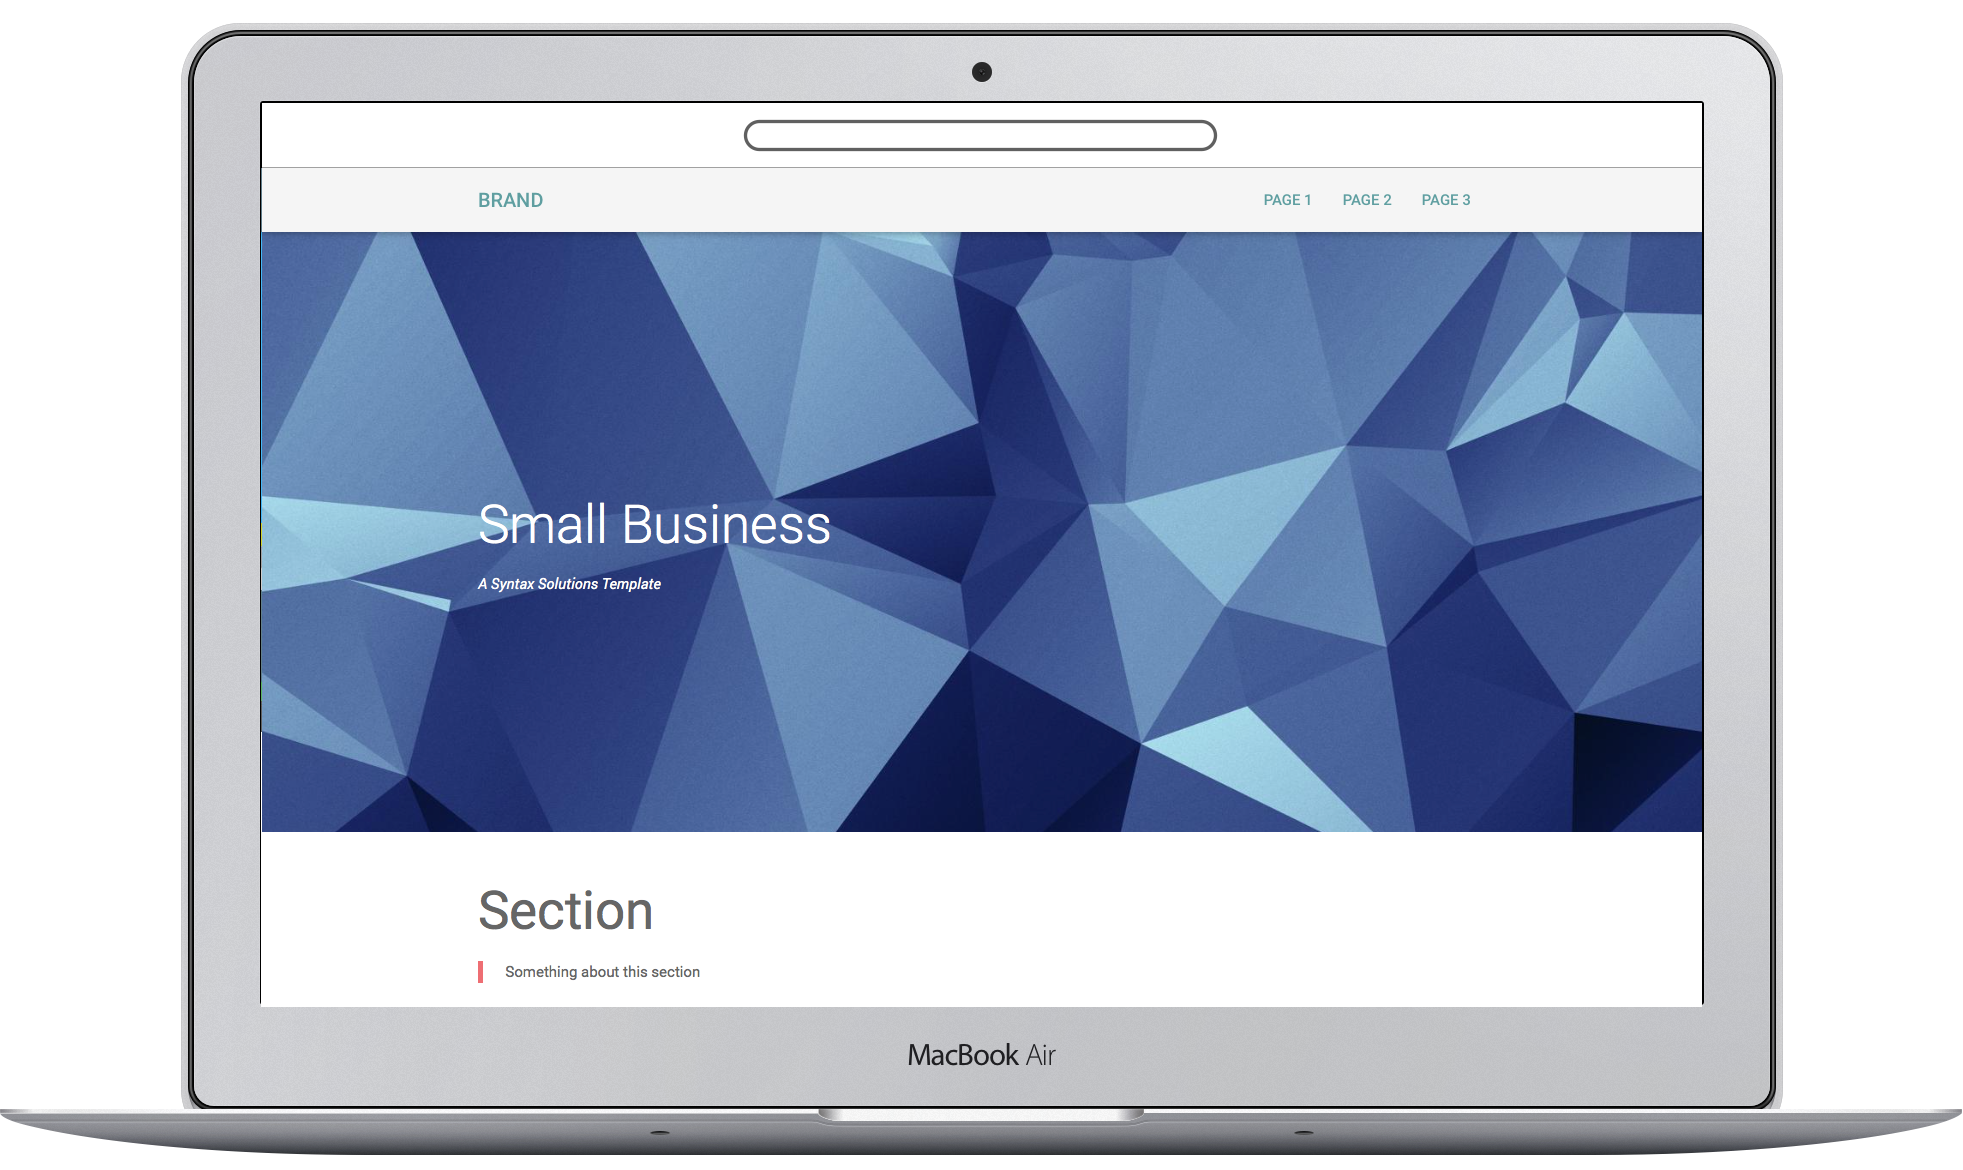 BRAND
PAGE 1 PAGE 2 PAGE 3
Small Business
A Syntax Solutions Template
Section
Something about this section
MacBook Air